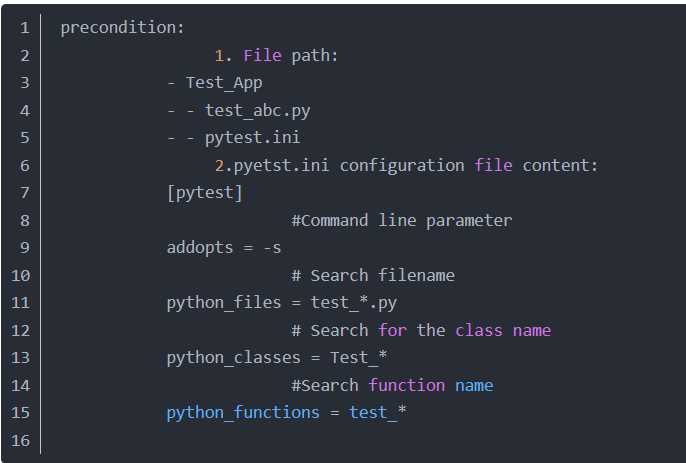 1 precondition:
2 1. File path:
3 - Test_App
4 - - test_abc.py
5 - - pytest.ini
6 2.pyetst.ini configuration file content:
7 [pytest]
8 #Command line parameter
9 addopts = -s
10 # Search filename
11 python_files = test_*.py
12 # Search for the class name
13 python_classes = Test_*
14 #Search function name
15 python_functions = test_*
16